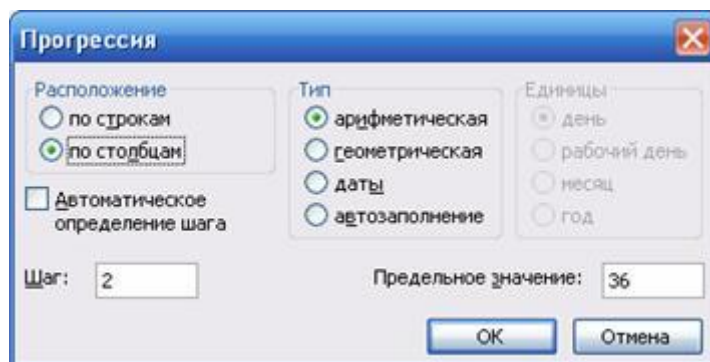 Прогрессия
Расположение
по строкам
по столбцам
Автоматическое
определение шага
Тип
арифметическая
геометрическая
даты
автозаполнение
Единицы
день
рабочий день
месяц
год
Шаг: 2
Предельное значение: 36
ОК
Отмена